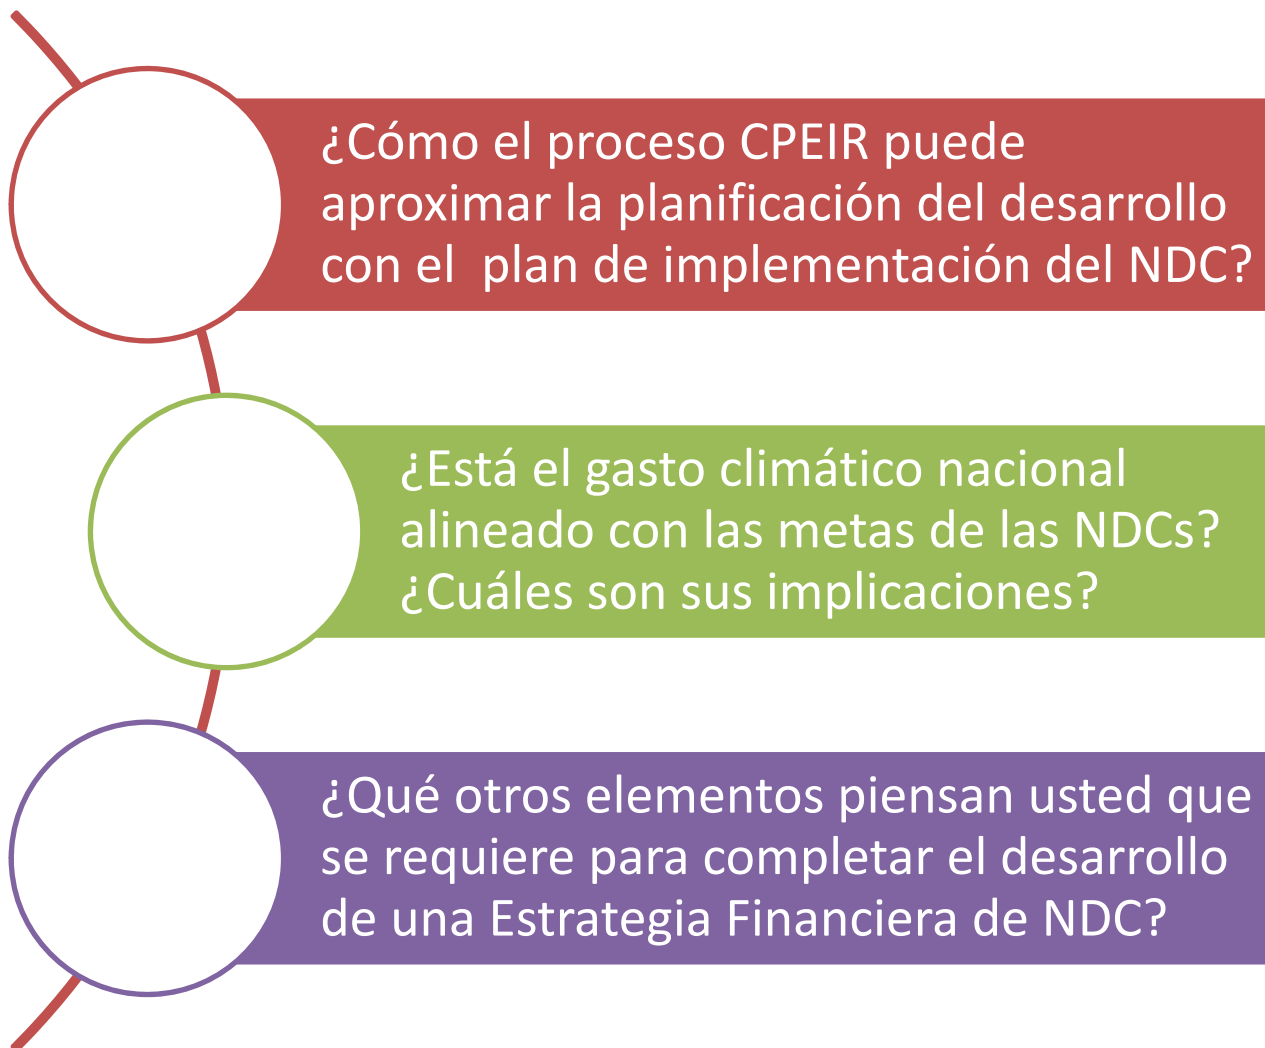 ¿Cómo el proceso CPEIR puede
aproximar la planificación del desarrollo
con el  plan de implementación del NDC?
¿Está el gasto climático nacional
alineado con las metas de las NDCs?
¿Cuáles son sus implicaciones?
¿Qué otros elementos piensan usted que
se requiere para completar el desarrollo
de una Estrategia Financiera de NDC?